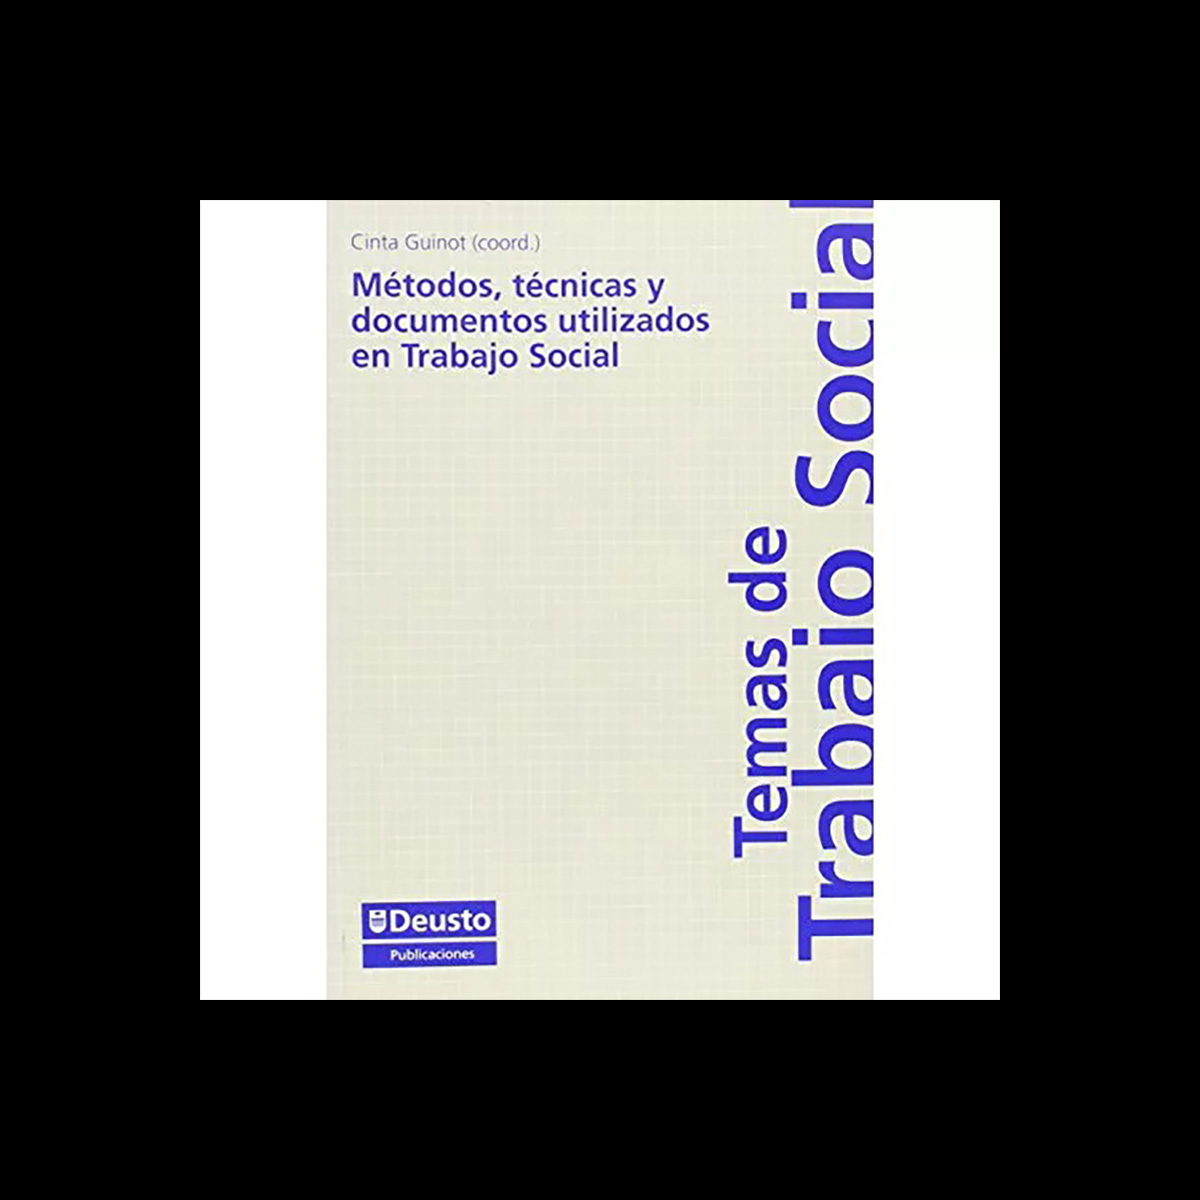 Cinta Guinot (coord.)
Métodos, técnicas y
documentos utilizados
en Trabajo Social
Temas de
Trabajo Social
Deusto
Publicaciones